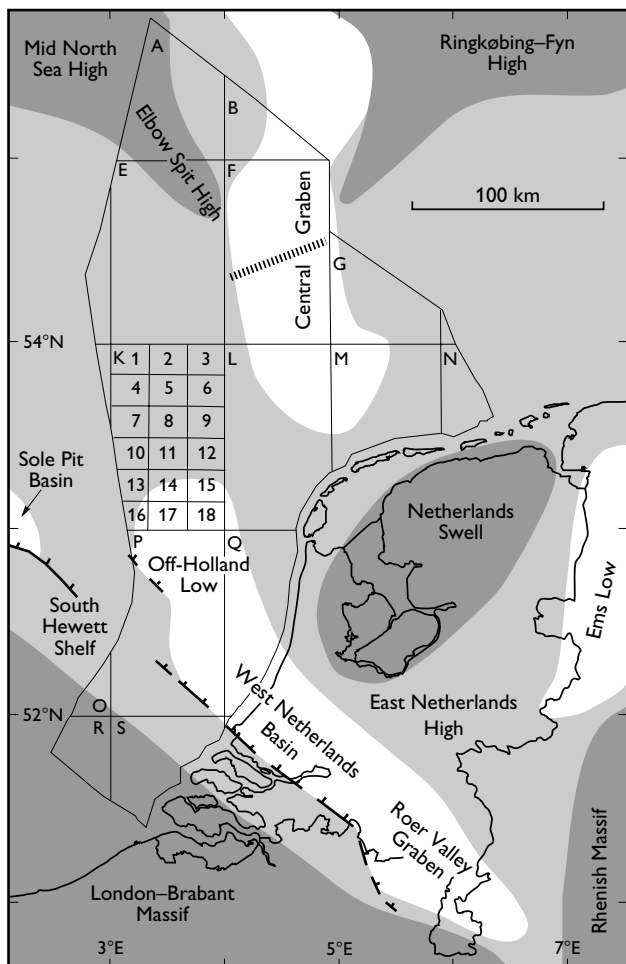 Mid North
Sea High
A
Ringkøbing–Fyn
High
B
Elbow Spit High
E
F
100 km
Central Graben
G
54°N
K 1 2 3
L
M
N
4 5 6
7 8 9
10 11 12
13 14 15
16 17 18
Sole Pit
Basin
Netherlands
Swell
P
Q
Off-Holland
Low
Ems Low
South
Hewett
Shelf
O
R
S
52°N
West Netherlands
Basin
East Netherlands
High
Roer Valley
Graben
Rhenish Massif
London–Brabant
Massif
3°E
5°E
7°E